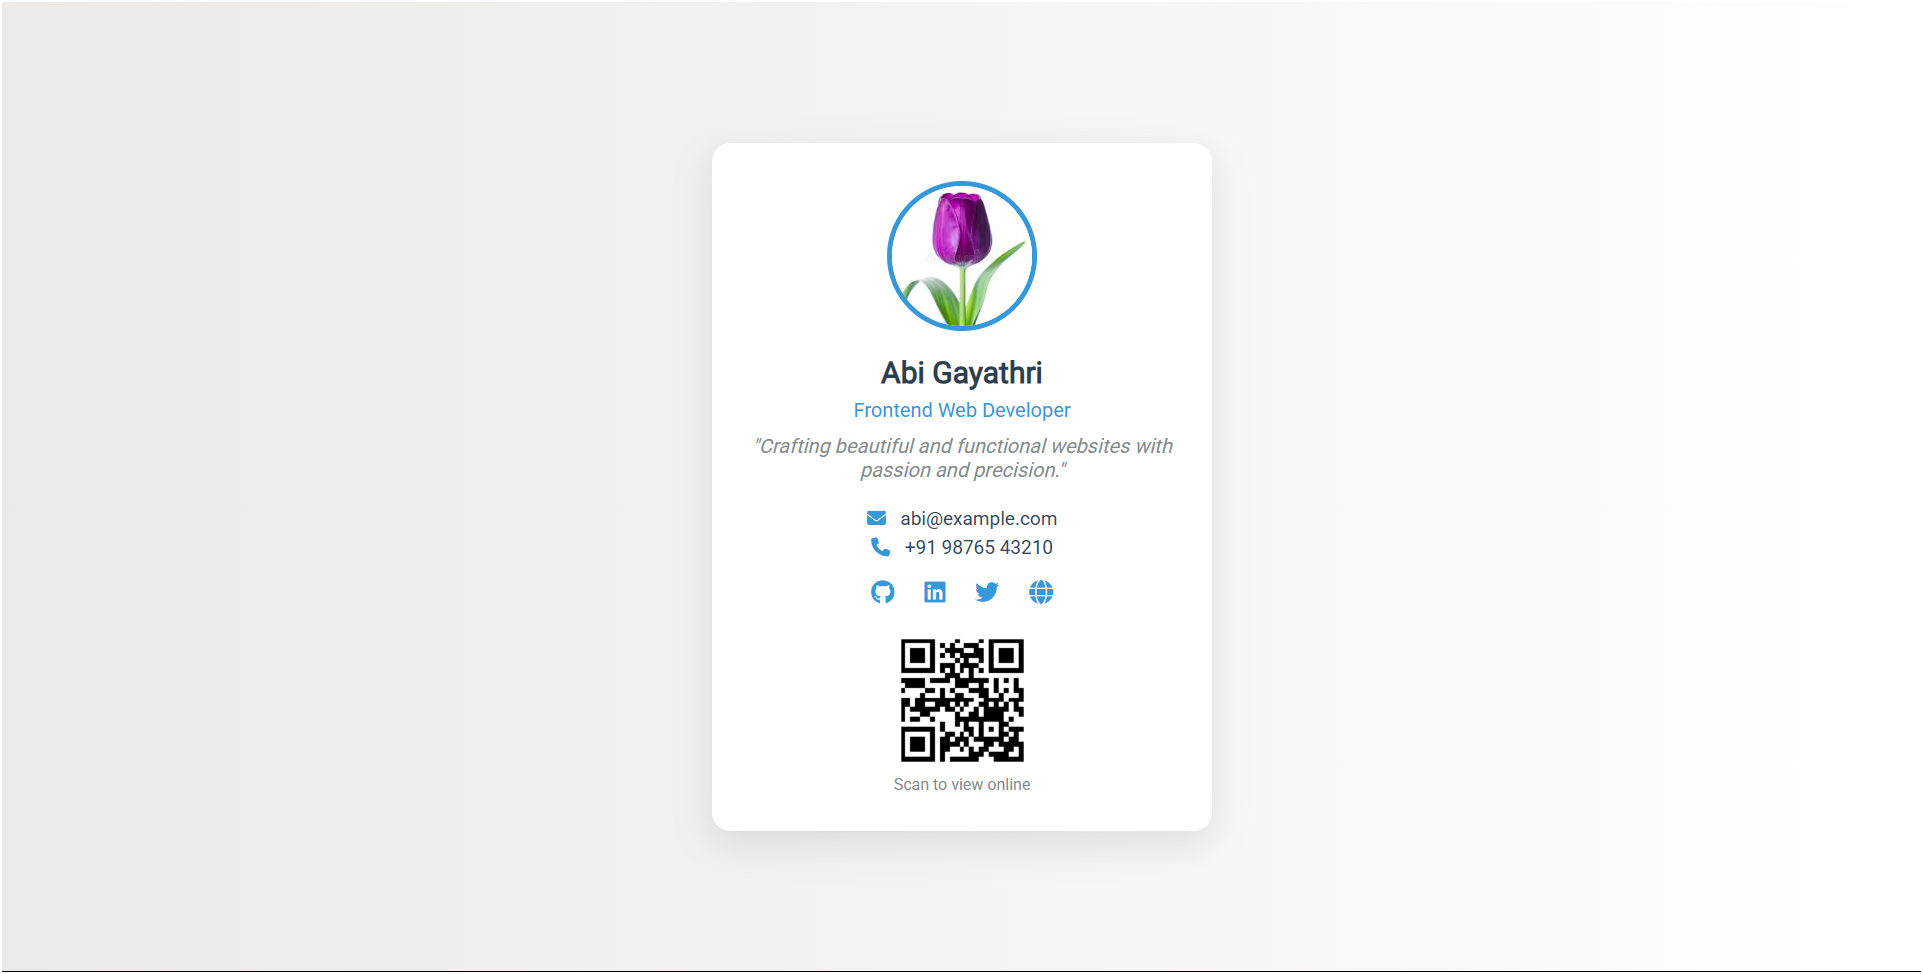 Abi Gayathri
Frontend Web Developer
"Crafting beautiful and functional websites with
passion and precision."
abi@example.com
+91 98765 43210
in
Scan to view online